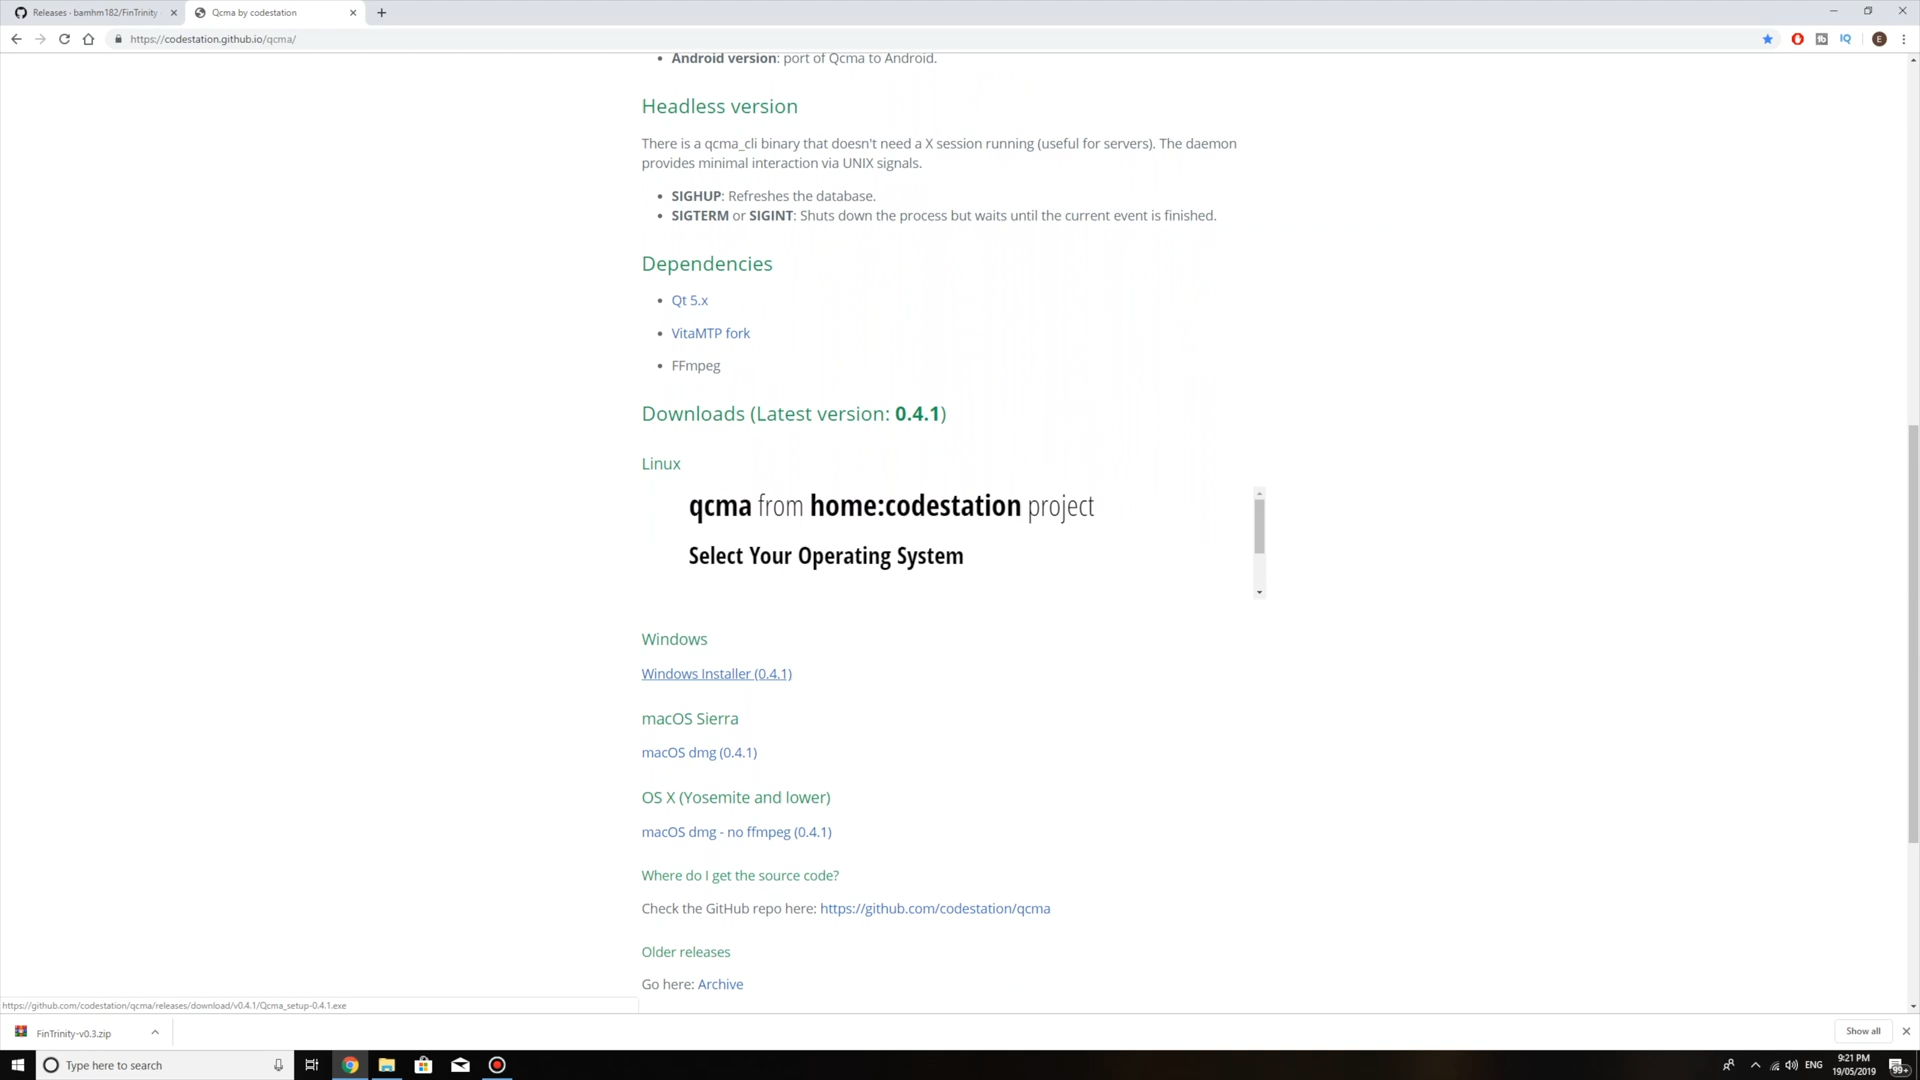 Releases · bamhm182/FinTrinity
Qcma by codestation
https://codestation.github.io/qcma/
Android version: port of Qcma to Android.
Headless version
There is a qcma_cli binary that doesn't need a X session running (useful for servers). The daemon
provides minimal interaction via UNIX signals.
SIGHUP: Refreshes the database.
SIGTERM or SIGINT: Shuts down the process but waits until the current event is finished.
Dependencies
Qt 5.x
VitaMTP fork
FFmpeg
Downloads (Latest version: 0.4.1)
Linux
qcma from home:codestation project
Select Your Operating System
Windows
Windows Installer (0.4.1)
macOS Sierra
macOS dmg (0.4.1)
OS X (Yosemite and lower)
macOS dmg - no ffmpeg (0.4.1)
Where do I get the source code?
Check the GitHub repo here: https://github.com/codestation/qcma
Older releases
Go here: Archive
https://github.com/codestation/qcma/releases/download/v0.4.1/Qcma_setup-0.4.1.exe
FinTrinity-v0.3.zip
Show all
Type here to search
ENG
9:21 PM
19/05/2019
99+
IQ
E